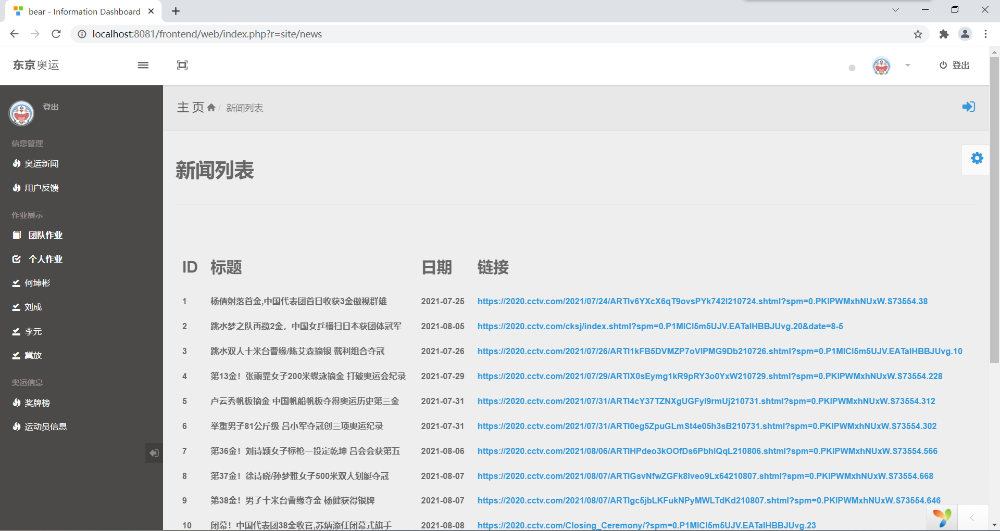 bear - Information Dashboard
localhost:8081/frontend/web/index.php?r=site/news
东京奥运
登出
登出
主 页 / 新闻列表
信息管理
奥运新闻
用户反馈
作业展示
团队作业
个人作业
何坤彬
刘成
李元
冀放
奥运信息
奖牌榜
运动员信息
新闻列表
ID 标题 日期 链接
1 杨倩射落首金,中国代表团首日收获3金傲视群雄 2021-07-25 https://2020.cctv.com/2021/07/24/ARTIv6YXcX6qT9ovsPYk742I210724.shtml?spm=0.PKIPWMxhNUxW.S73554.38
2 跳水梦之队再揽2金，中国女乒横扫日本获团体冠军 2021-08-05 https://2020.cctv.com/cksj/index.shtml?spm=0.P1MICl5m5UJV.EATaIHBBJUvg.20&date=8-5
3 跳水双人十米台曹缘/陈艾森摘银 戴利组合夺冠 2021-07-26 https://2020.cctv.com/2021/07/26/ARTI1kFB5DVMZP7oVIPMG9Db210726.shtml?spm=0.P1MICl5m5UJV.EATaIHBBJUvg.10
4 第13金！张雨霏女子200米蝶泳摘金 打破奥运会纪录 2021-07-29 https://2020.cctv.com/2021/07/29/ARTIX0sEymg1kR9pRY3o0YxW210729.shtml?spm=0.PKIPWMxhNUxW.S73554.228
5 卢云秀帆板摘金 中国帆船帆板夺得奥运历史第三金 2021-07-31 https://2020.cctv.com/2021/07/31/ARTI4cY37TZNXgUGFyI9rmUj210731.shtml?spm=0.PKIPWMxhNUxW.S73554.312
6 举重男子81公斤级 吕小军夺冠创三项奥运纪录 2021-07-31 https://2020.cctv.com/2021/07/31/ARTI0eg5ZpuGLmSt4e05h3sB210731.shtml?spm=0.PKIPWMxhNUxW.S73554.302
7 第36金！刘诗颖女子标枪一投定乾坤 吕会会获第五 2021-08-06 https://2020.cctv.com/2021/08/06/ARTIHPdeo3kOOfDs6PbhIQqL210806.shtml?spm=0.PKIPWMxhNUxW.S73554.566
8 第37金！徐诗晓/孙梦雅女子500米双人划艇夺冠 2021-08-07 https://2020.cctv.com/2021/08/07/ARTIGsvNfwZGFk8Iveo9Lx64210807.shtml?spm=0.PKIPWMxhNUxW.S73554.668
9 第38金！男子十米台曹缘夺金 杨健获得银牌 2021-08-07 https://2020.cctv.com/2021/08/07/ARTIgc5jbLKFukNPyMWLTdKd210807.shtml?spm=0.PKIPWMxhNUxW.S73554.646
10 闭幕！中国代表团38金收官,苏炳添任闭幕式旗手 2021-08-08 https://2020.cctv.com/Closing_Ceremony/?spm=0.P1MICl5m5UJV.EATaIHBBJUvg.23